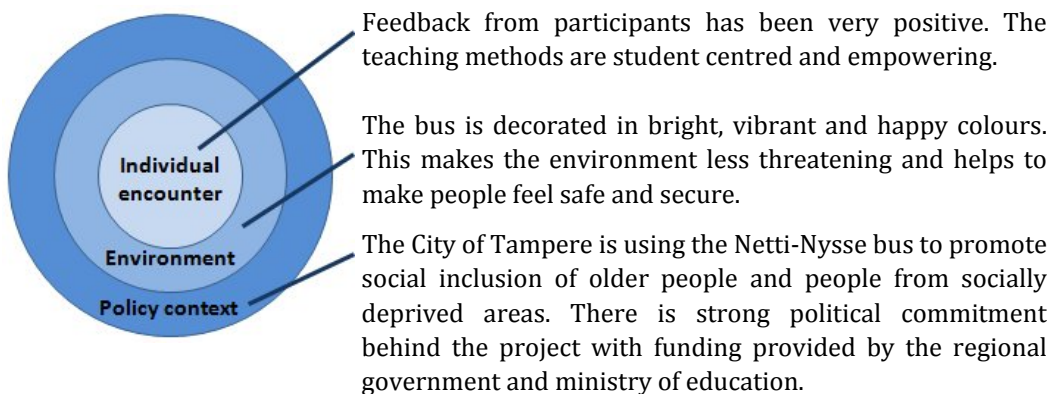 Feedback from participants has been very positive. The
teaching methods are student centred and empowering.
The bus is decorated in bright, vibrant and happy colours.
This makes the environment less threatening and helps to
make people feel safe and secure.
The City of Tampere is using the Netti-Nysse bus to promote
social inclusion of older people and people from socially
deprived areas. There is strong political commitment
behind the project with funding provided by the regional
government and ministry of education.
Individual
encounter
Environment
Policy context